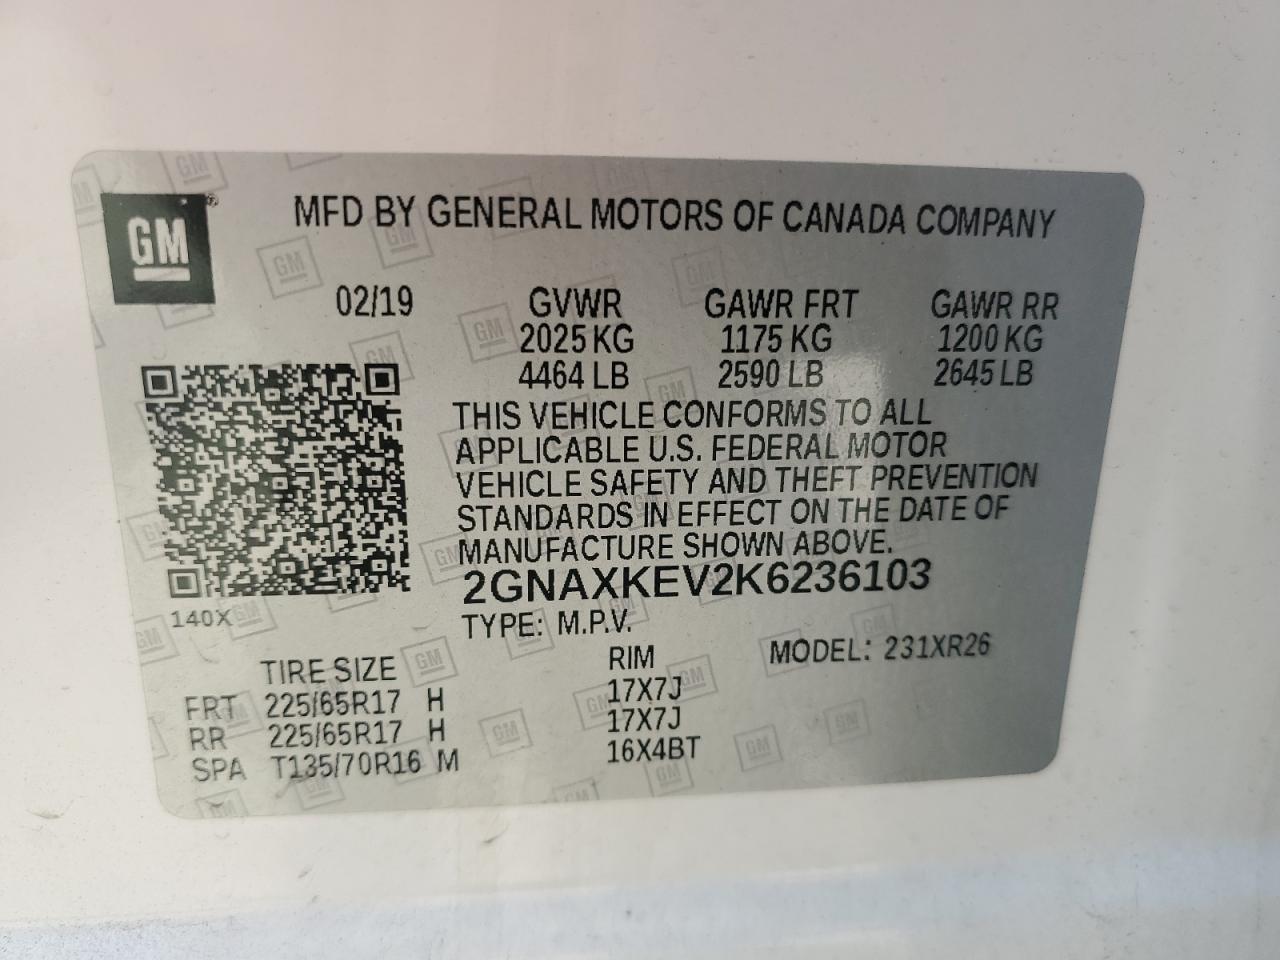 GM®
MFD BY GENERAL MOTORS OF CANADA COMPANY
02/19 GVWR GAWR FRT GAWR RR
2025 KG 1175 KG 1200 KG
4464 LB 2590 LB 2645 LB
THIS VEHICLE CONFORMS TO ALL
APPLICABLE U.S. FEDERAL MOTOR
VEHICLE SAFETY AND THEFT PREVENTION
STANDARDS IN EFFECT ON THE DATE OF
MANUFACTURE SHOWN ABOVE.
2GNAXKEV2K6236103
140X
TYPE: M.P.V.
MODEL: 231XR26
TIRE SIZE RIM
FRT 225/65R17 H 17X7J
RR 225/65R17 H 17X7J
SPA T135/70R16 M 16X4BT